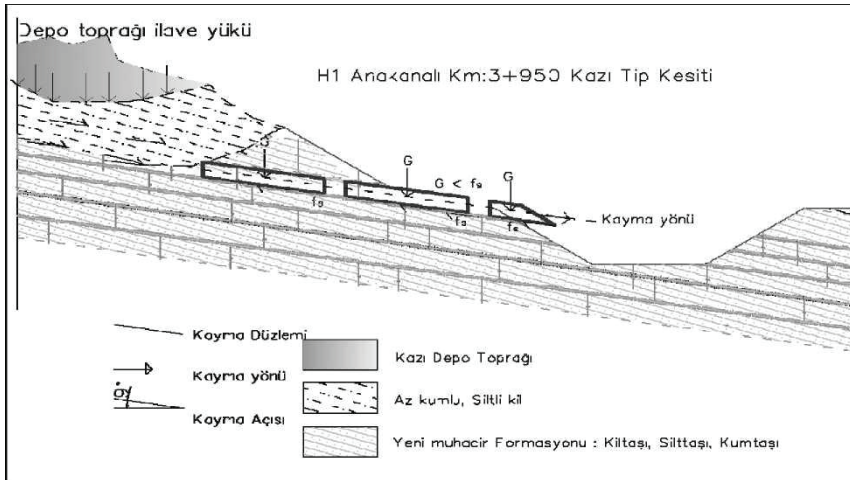 Depo toprağı ilave yükü
H1 Anakanalı Km:3+950 Kazı Tip Kesiti
G
G
G < fs
G
fs
fs
fs
Kayma yönü
Kayma Düzlemi
Kayma yönü
Kayma Açısı
Kazı Depo Toprağı
Az kumlu, Siltli kil
Yeni muhacir Formasyonu : Kiltaşı, Silttaşı, Kumtaşı